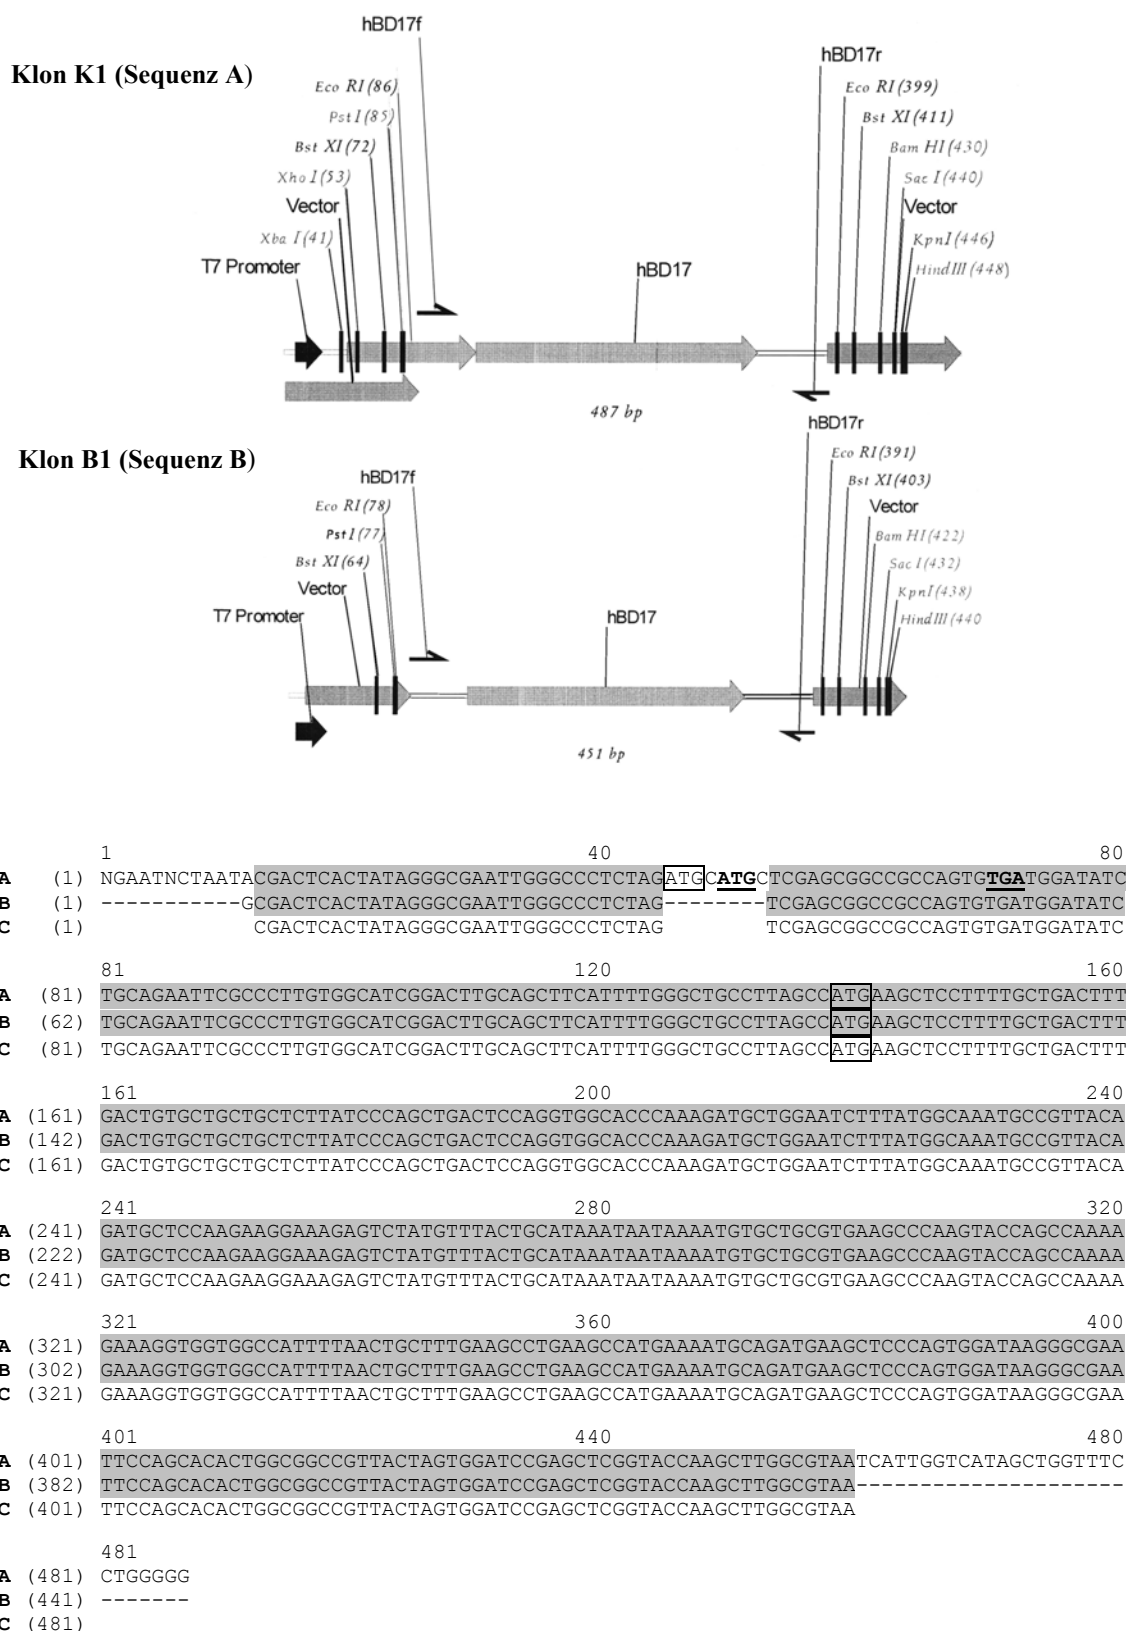 hBD17f
hBD17r
Klon K1 (Sequenz A)
Eco RI (86)
Eco RI (399)
Pst I (85)
Bst XI (411)
Bst XI (72)
Bam HI (430)
Xho I (53)
Sac I (440)
Vector
Vector
Xba I (41)
KpnI (446)
T7 Promoter
hBD17
HindIII (448)
487 bp
hBD17r
Klon B1 (Sequenz B)
Eco RI (391)
hBD17f
Bst XI (403)
Eco RI (78)
Vector
Pst I (77)
Bam HI (422)
Bst XI (64)
Sac I (432)
Vector
KpnI (438)
T7 Promoter
hBD17
HindIII (440
451 bp
1 40 80
A (1) NGAATNCTAATACGACTCACTATAGGGCGAATTGGGCCCTCTAGATGCATGCTCGAGCGGCCGCCAGTGTGATGGATATC
B (1) -----------GCGACTCACTATAGGGCGAATTGGGCCCTCTAG--------TCGAGCGGCCGCCAGTGTGATGGATATC
C (1) CGACTCACTATAGGGCGAATTGGGCCCTCTAG TCGAGCGGCCGCCAGTGTGATGGATATC
81 120 160
A (81) TGCAGAATTCGCCCTTGTGGCATCGGACTTGCAGCTTCATTTTGGGCTGCCTTAGCCATGAAGCTCCTTTTGCTGACTTT
B (62) TGCAGAATTCGCCCTTGTGGCATCGGACTTGCAGCTTCATTTTGGGCTGCCTTAGCCATGAAGCTCCTTTTGCTGACTTT
C (81) TGCAGAATTCGCCCTTGTGGCATCGGACTTGCAGCTTCATTTTGGGCTGCCTTAGCCATGAAGCTCCTTTTGCTGACTTT
161 200 240
A (161) GACTGTGCTGCTGCTCTTATCCCAGCTGACTCCAGGTGGCACCCAAAGATGCTGGAATCTTTATGGCAAATGCCGTTACA
B (142) GACTGTGCTGCTGCTCTTATCCCAGCTGACTCCAGGTGGCACCCAAAGATGCTGGAATCTTTATGGCAAATGCCGTTACA
C (161) GACTGTGCTGCTGCTCTTATCCCAGCTGACTCCAGGTGGCACCCAAAGATGCTGGAATCTTTATGGCAAATGCCGTTACA
241 280 320
A (241) GATGCTCCAAGAAGGAAAGAGTCTATGTTTACTGCATAAATAATAAAATGTGCTGCGTGAAGCCCAAGTACCAGCCAAAA
B (222) GATGCTCCAAGAAGGAAAGAGTCTATGTTTACTGCATAAATAATAAAATGTGCTGCGTGAAGCCCAAGTACCAGCCAAAA
C (241) GATGCTCCAAGAAGGAAAGAGTCTATGTTTACTGCATAAATAATAAAATGTGCTGCGTGAAGCCCAAGTACCAGCCAAAA
321 360 400
A (321) GAAAGGTGGTGGCCATTTTAACTGCTTTGAAGCCTGAAGCCATGAAAATGCAGATGAAGCTCCCAGTGGATAAGGGCGAA
B (302) GAAAGGTGGTGGCCATTTTAACTGCTTTGAAGCCTGAAGCCATGAAAATGCAGATGAAGCTCCCAGTGGATAAGGGCGAA
C (321) GAAAGGTGGTGGCCATTTTAACTGCTTTGAAGCCTGAAGCCATGAAAATGCAGATGAAGCTCCCAGTGGATAAGGGCGAA
401 440 480
A (401) TTCCAGCACACTGGCGGCCGTTACTAGTGGATCCGAGCTCGGTACCAAGCTTGGCGTAATCATTGGTCATAGCTGGTTTC
B (382) TTCCAGCACACTGGCGGCCGTTACTAGTGGATCCGAGCTCGGTACCAAGCTTGGCGTAA---------------------
C (401) TTCCAGCACACTGGCGGCCGTTACTAGTGGATCCGAGCTCGGTACCAAGCTTGGCGTAA
481
A (481) CTGGGGG
B (441) -------
C (481)